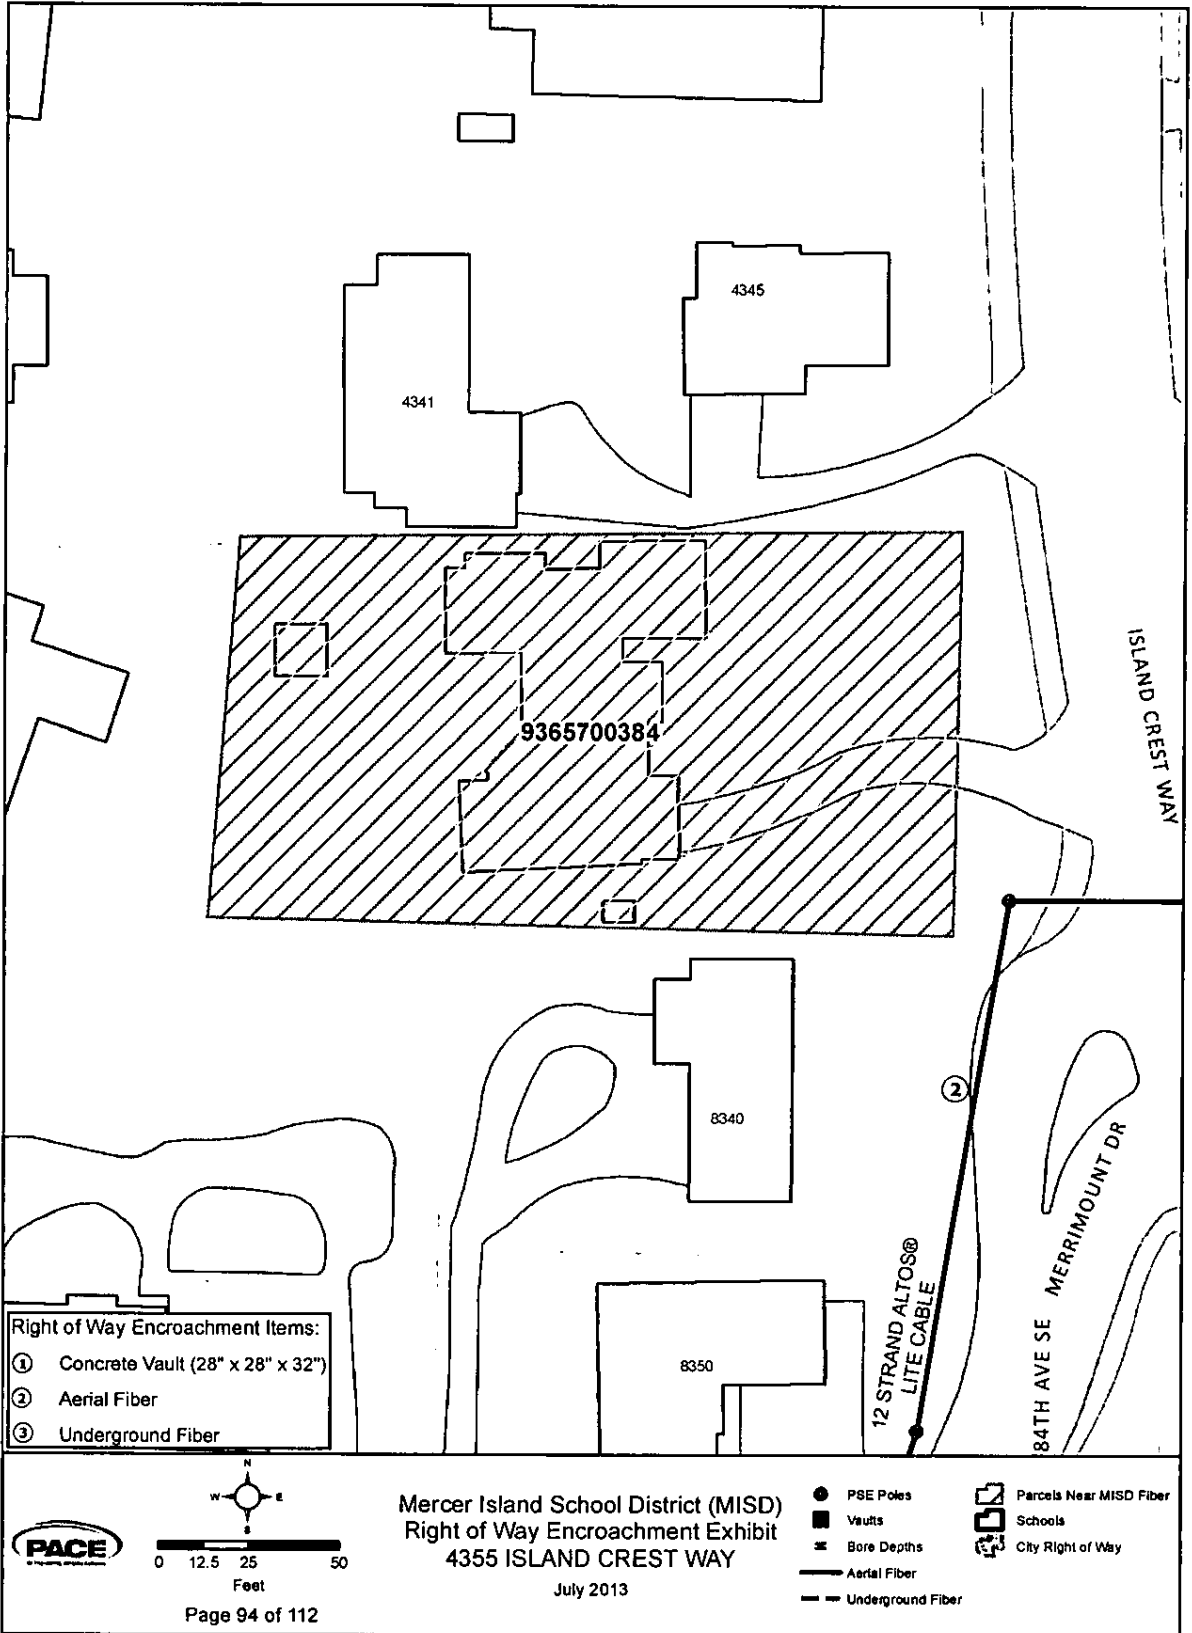 4345
4341
ISLAND CREST WAY
9365700384
2
8340
MERRIMOUNT DR
12 STRAND ALTOS®
LITE CABLE
84TH AVE SE
8350
Right of Way Encroachment Items:
1 Concrete Vault (28" x 28" x 32")
2 Aerial Fiber
3 Underground Fiber
N
W E
S
PACE
0 12.5 25 50
Feet
Page 94 of 112
Mercer Island School District (MISD)
Right of Way Encroachment Exhibit
4355 ISLAND CREST WAY
July 2013
PSE Poles
Vaults
Bore Depths
Aerial Fiber
Underground Fiber
Parcels Near MISD Fiber
Schools
City Right of Way